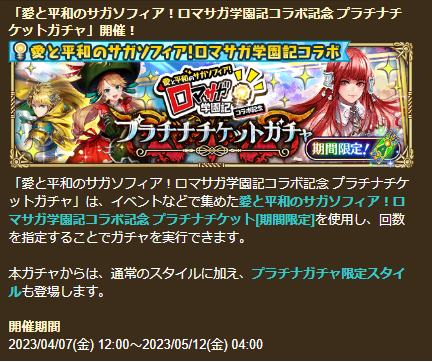 「愛と平和のサガソフィア！ロマサガ学園記コラボ記念 プラチナチ
ケットガチャ」開催！
愛と平和のサガソフィア！ロマサガ学園記コラボ
愛と平和のサガソフィア！
ロマサガ
学園記
コラボ記念
プラチナチケットガチャ
期間限定！
「愛と平和のサガソフィア！ロマサガ学園記コラボ記念 プラチナチケ
ットガチャ」は、イベントなどで集めた愛と平和のサガソフィア！ロ
マサガ学園記コラボ記念 プラチナチケット[期間限定]を使用し、回数
を指定することでガチャを実行できます。
本ガチャからは、通常のスタイルに加え、プラチナガチャ限定スタイ
ルも登場します。
開催期間
2023/04/07(金) 12:00～2023/05/12(金) 04:00